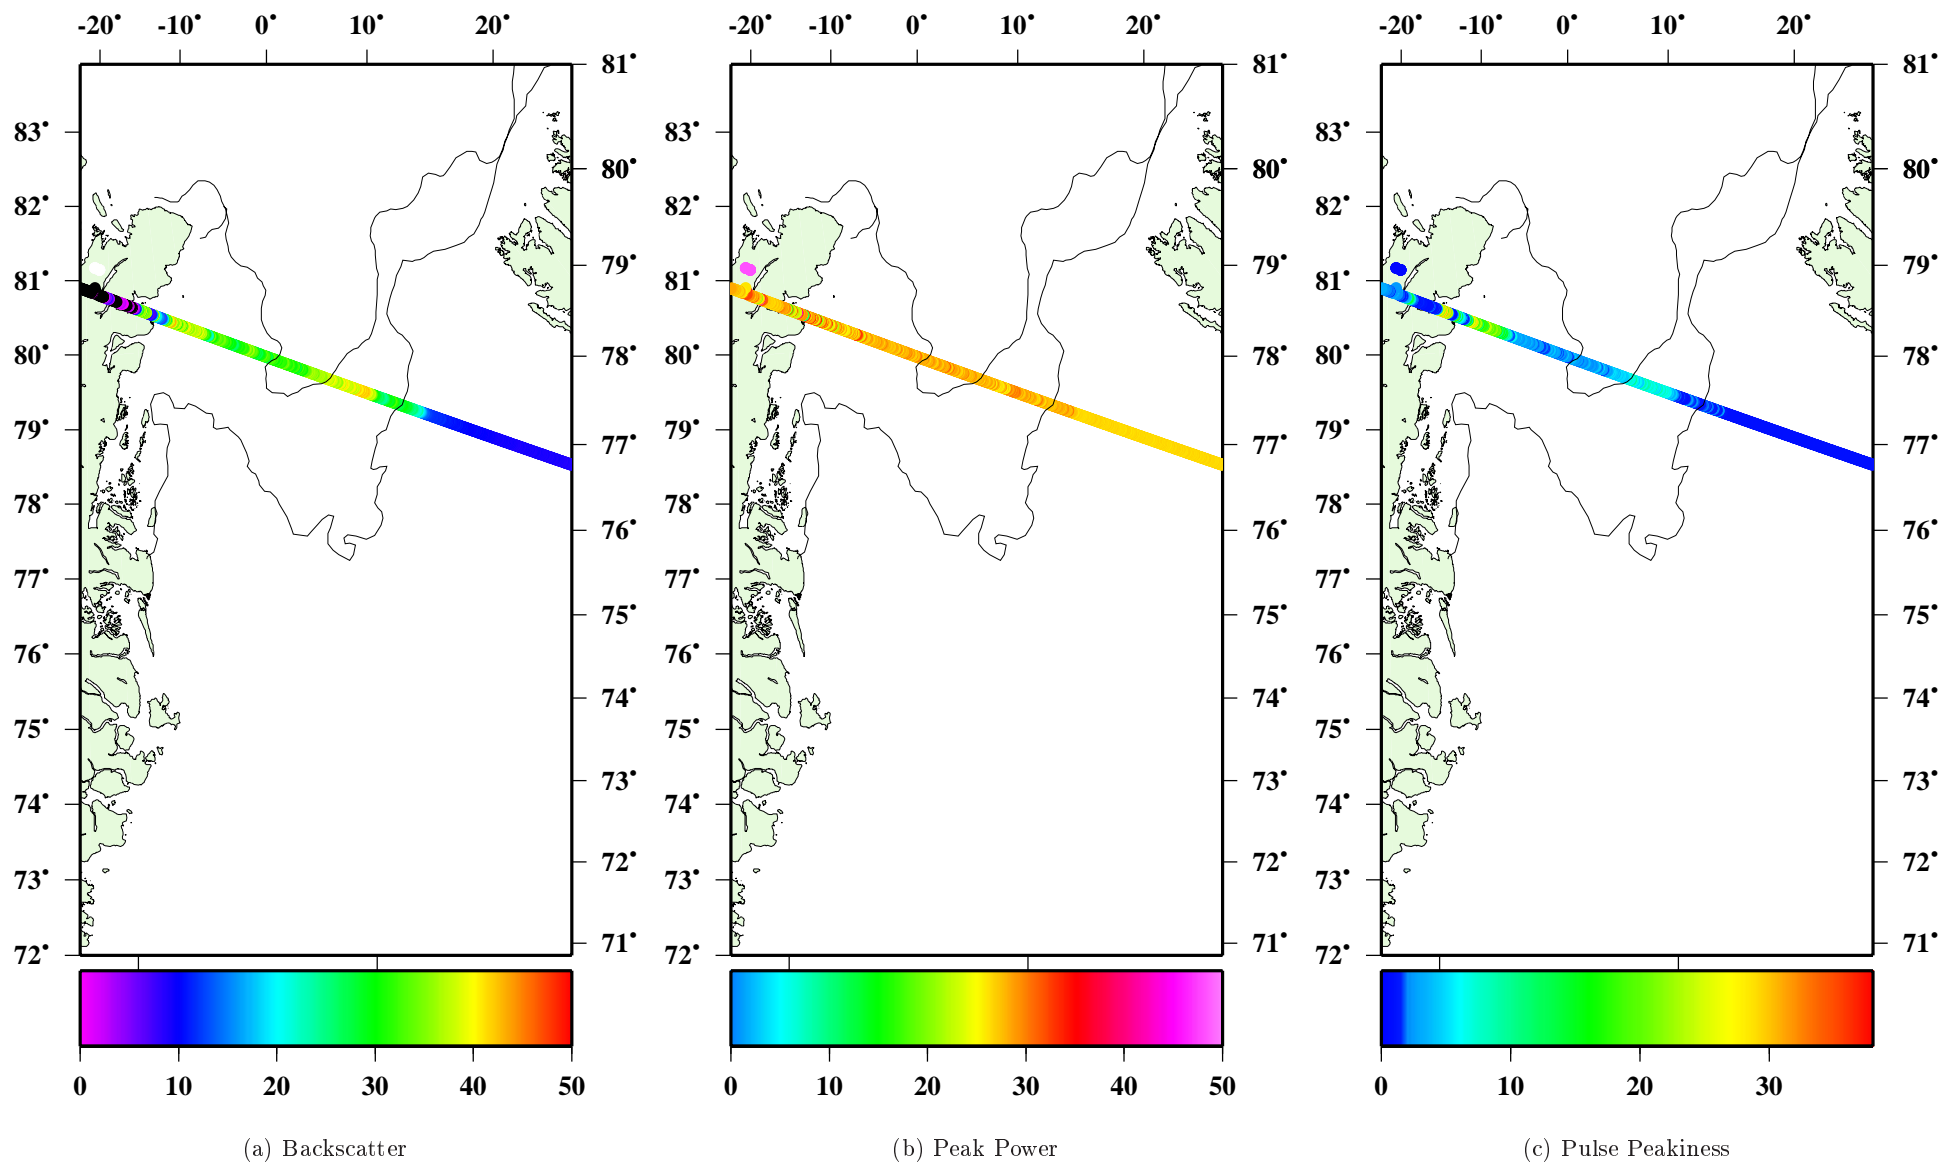 -20° -10° 0° 10° 20°
-20° -10° 0° 10° 20°
-20° -10° 0° 10° 20°
81° 81° 81°
83° 83° 83°
80° 80° 80°
82° 82° 82°
79° 79° 79°
81° 81° 81°
80° 78° 80° 78° 80° 78°
79° 77° 79° 77° 79° 77°
78° 76° 78° 76° 78° 76°
77° 75° 77° 75° 77° 75°
76° 74° 76° 74° 76° 74°
75° 73° 75° 73° 75° 73°
74° 72° 74° 72° 74° 72°
73° 71° 73° 71° 73° 71°
72° 72° 72°
0 10 20 30 40 50
0 10 20 30 40 50
0 10 20 30
(a) Backscatter
(b) Peak Power
(c) Pulse Peakiness